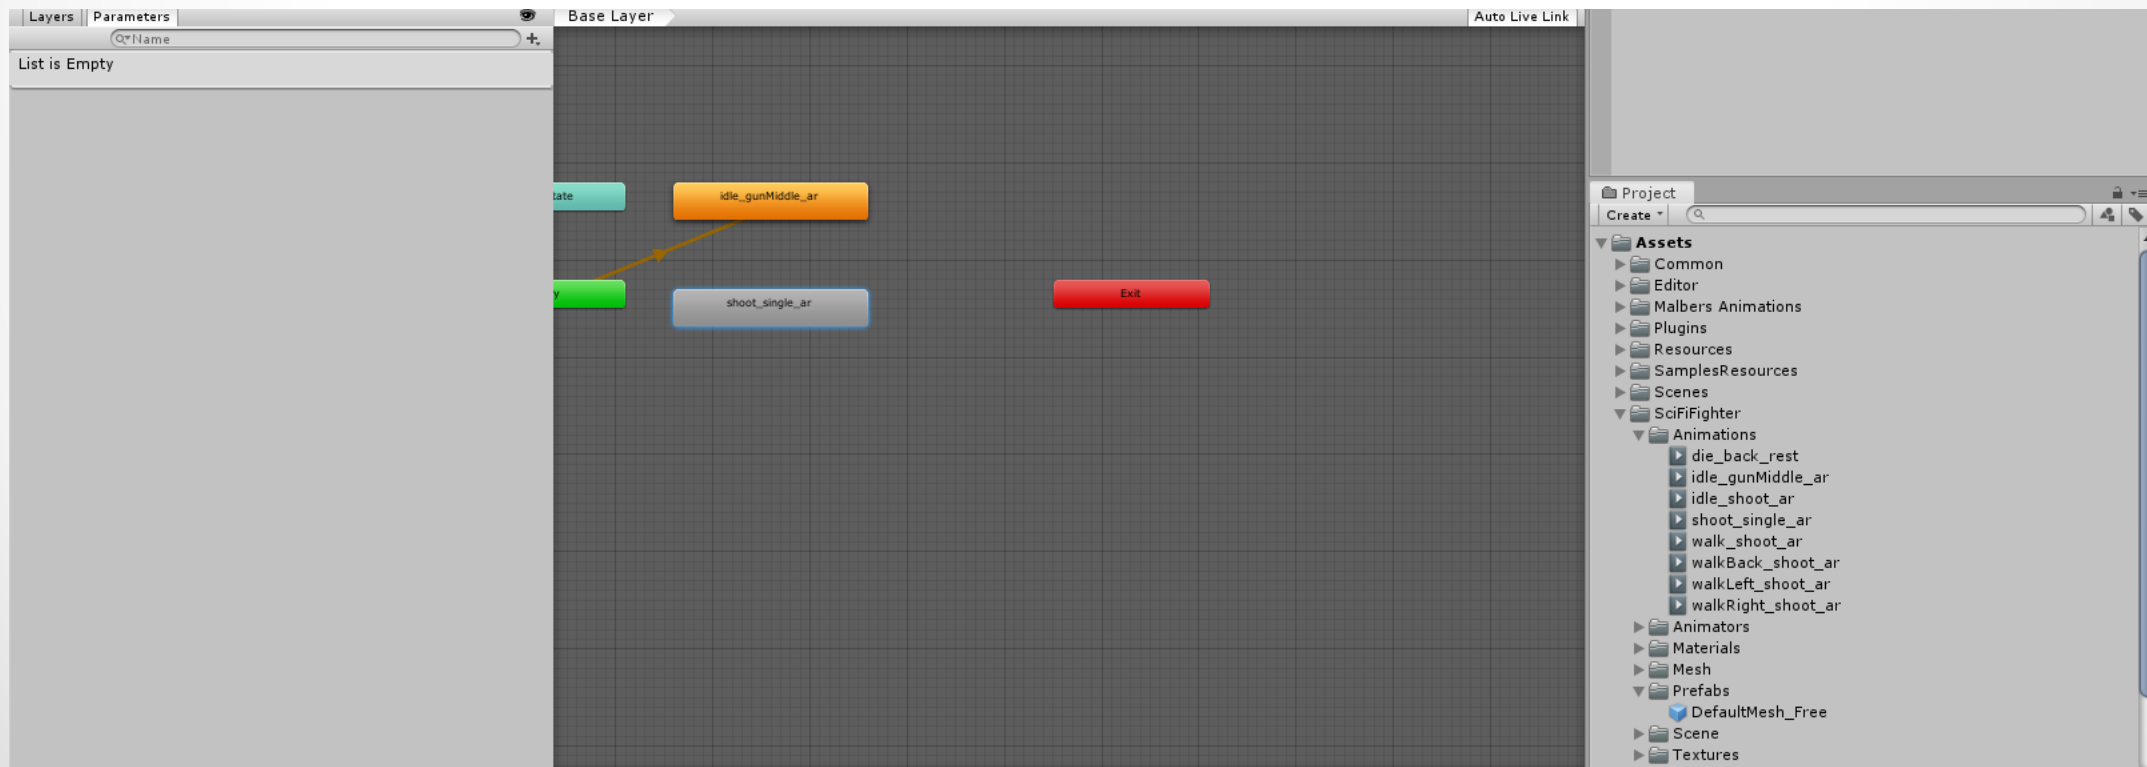 Layers Parameters
Name
List is Empty
Base Layer
Auto Live Link
tate
idle_gunMiddle_ar
y
shoot_single_ar
Exit
Project
Create
Assets
Common
Editor
Malbers Animations
Plugins
Resources
SamplesResources
Scenes
SciFiFighter
Animations
die_back_rest
idle_gunMiddle_ar
idle_shoot_ar
shoot_single_ar
walk_shoot_ar
walkBack_shoot_ar
walkLeft_shoot_ar
walkRight_shoot_ar
Animators
Materials
Mesh
Prefabs
DefaultMesh_Free
Scene
Textures